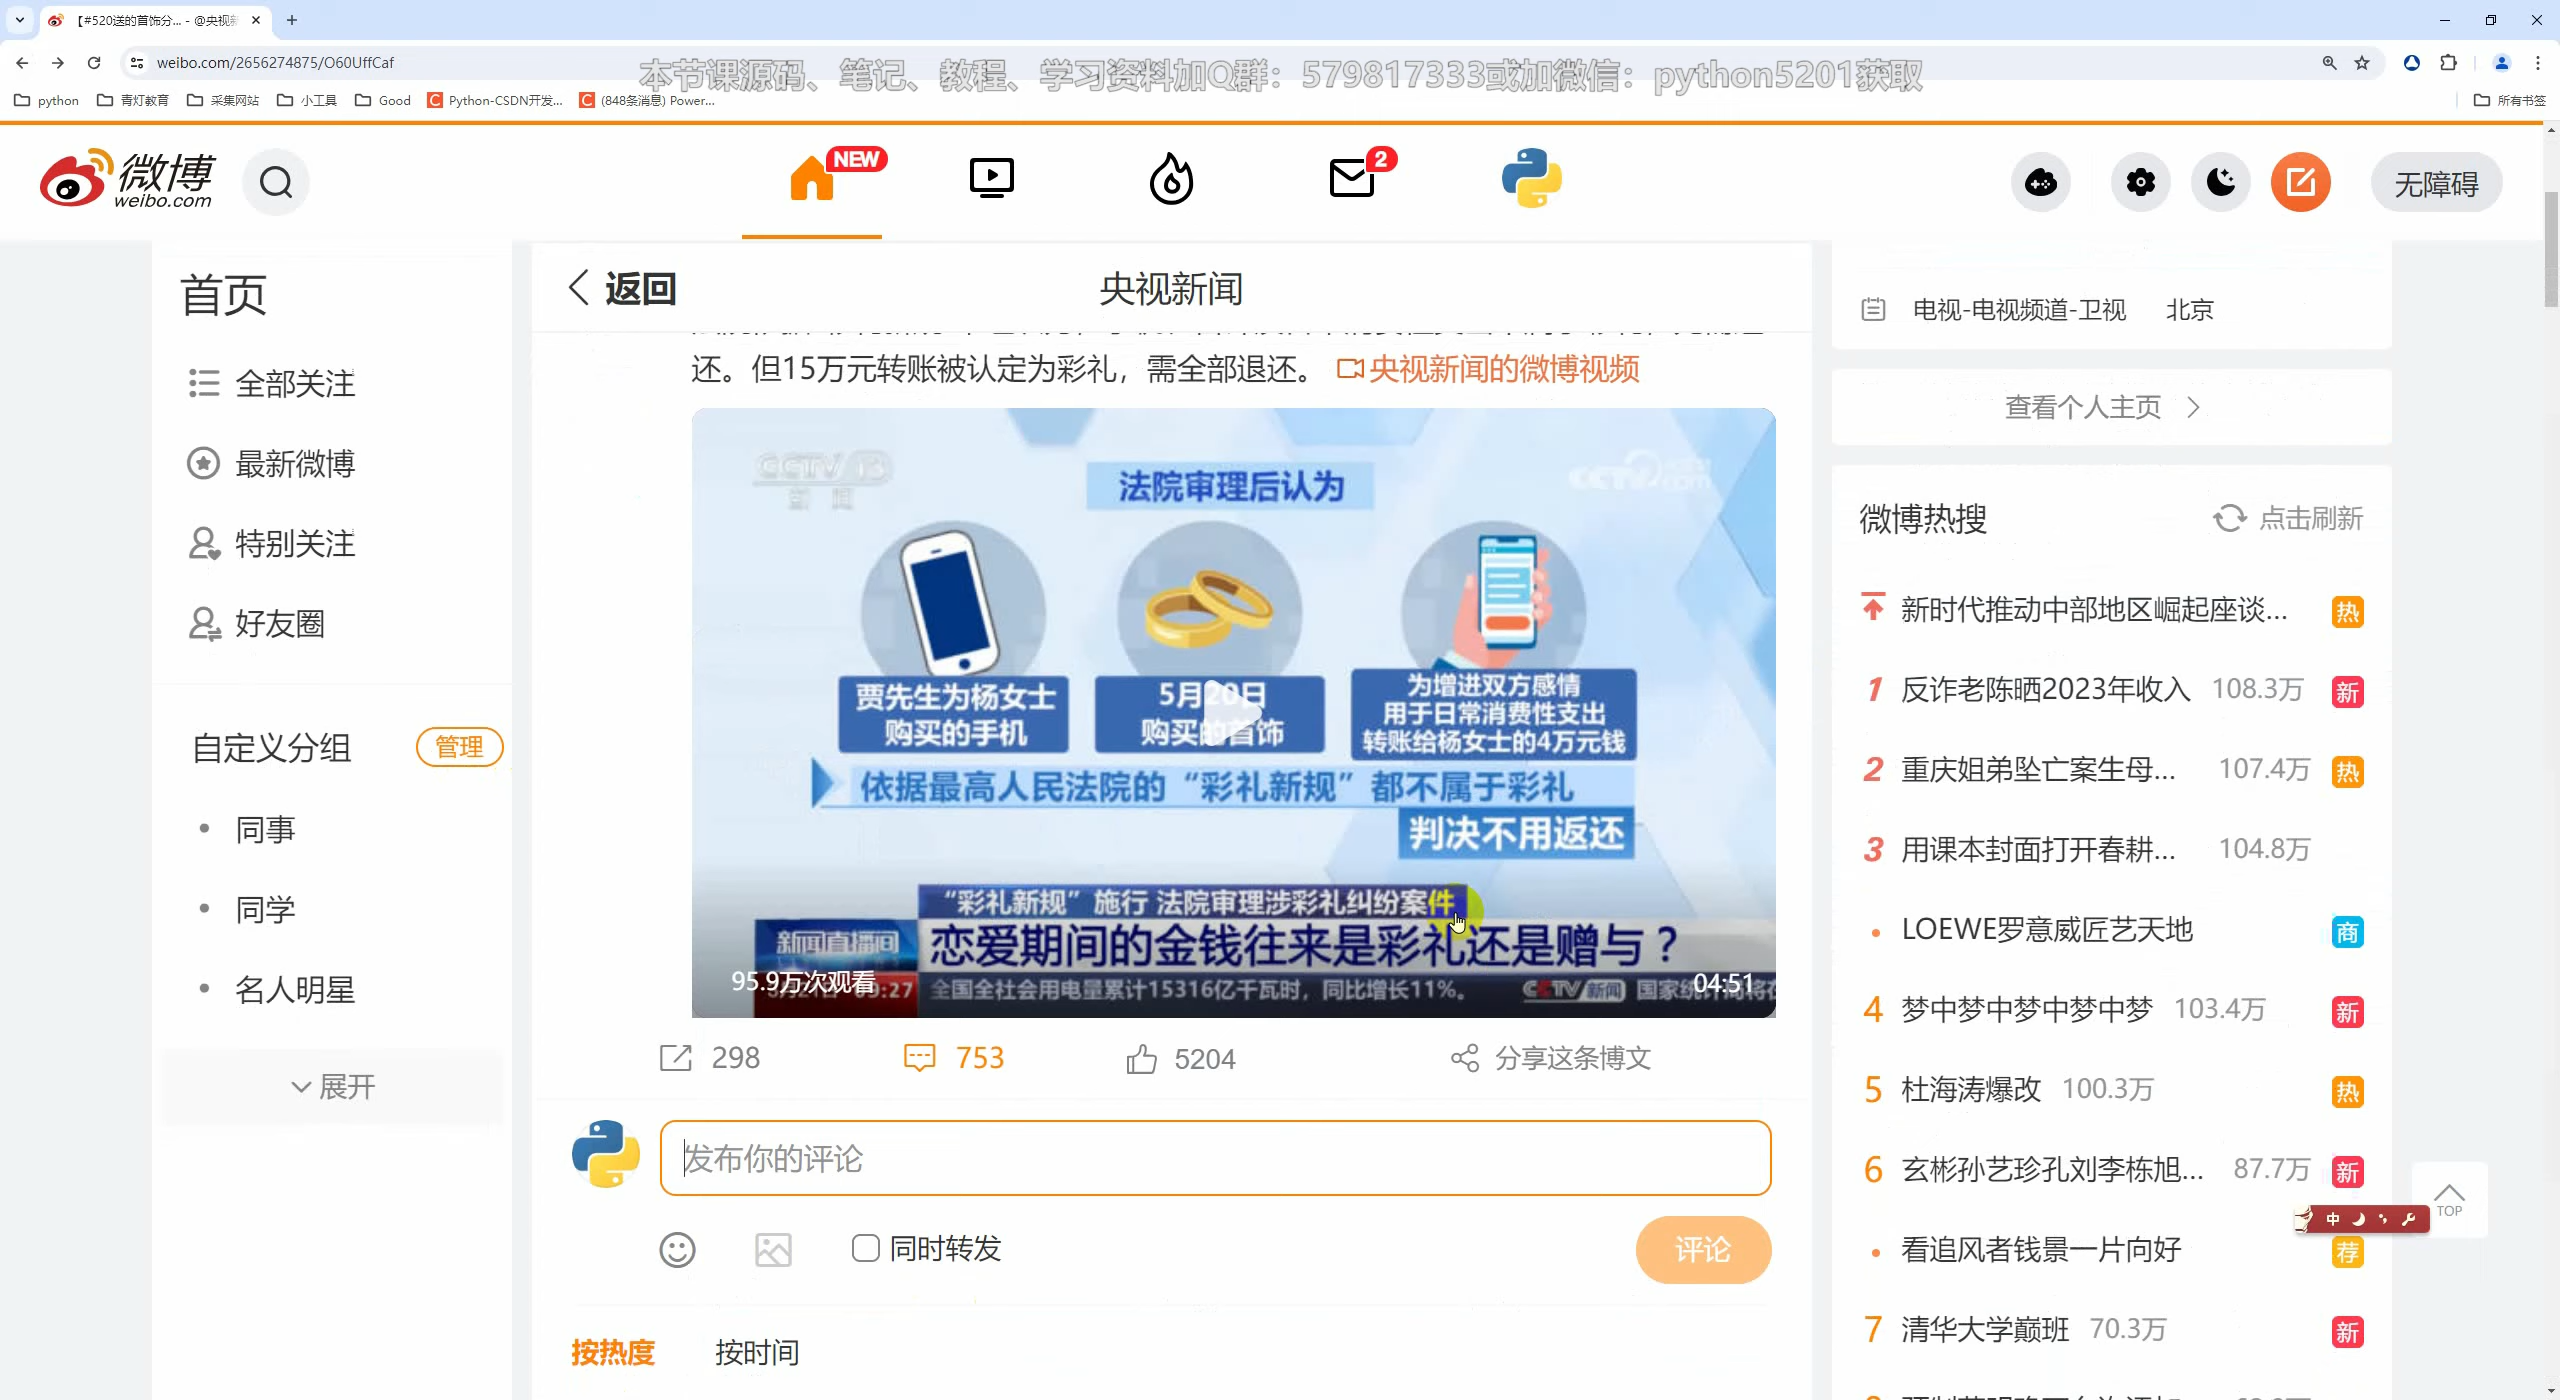 【#520送的首饰分... - @央视新
weibo.com/2656274875/O60UffCaf
本节课源码、笔记、教程、学习资料加Q群：579817333或加微信：python5201获取
python
青灯教育
采集网站
小工具
Good
Python-CSDN开发...
(848条消息) Power...
所有书签
微博
weibo.com
NEW
2
无障碍
首页
全部关注
最新微博
特别关注
好友圈
自定义分组
管理
同事
同学
名人明星
展开
返回
央视新闻
还。但15万元转账被认定为彩礼，需全部退还。 央视新闻的微博视频
CCTV 13
新闻
CCTV.com
法院审理后认为
贾先生为杨女士
购买的手机
5月20日
购买的首饰
为增进双方感情
用于日常消费性支出
转账给杨女士的4万元钱
依据最高人民法院的“彩礼新规”都不属于彩礼
判决不用返还
“彩礼新规”施行 法院审理涉彩礼纠纷案件
新闻直播间
恋爱期间的金钱往来是彩礼还是赠与？
95.9万次观看
全国全社会用电量累计15316亿千瓦时，同比增长11%。
CCTV新闻
04:51
298
753
5204
分享这条博文
发布你的评论
同时转发
评论
按热度
按时间
电视-电视频道-卫视 北京
查看个人主页
微博热搜
点击刷新
新时代推动中部地区崛起座谈... 热
1 反诈老陈晒2023年收入 108.3万 新
2 重庆姐弟坠亡案生母... 107.4万 热
3 用课本封面打开春耕... 104.8万
LOEWE罗意威匠艺天地 商
4 梦中梦中梦中梦中梦 103.4万 新
5 杜海涛爆改 100.3万 热
6 玄彬孙艺珍孔刘李栋旭... 87.7万 新
TOP
中
看追风者钱景一片向好 荐
7 清华大学巅班 70.3万 新